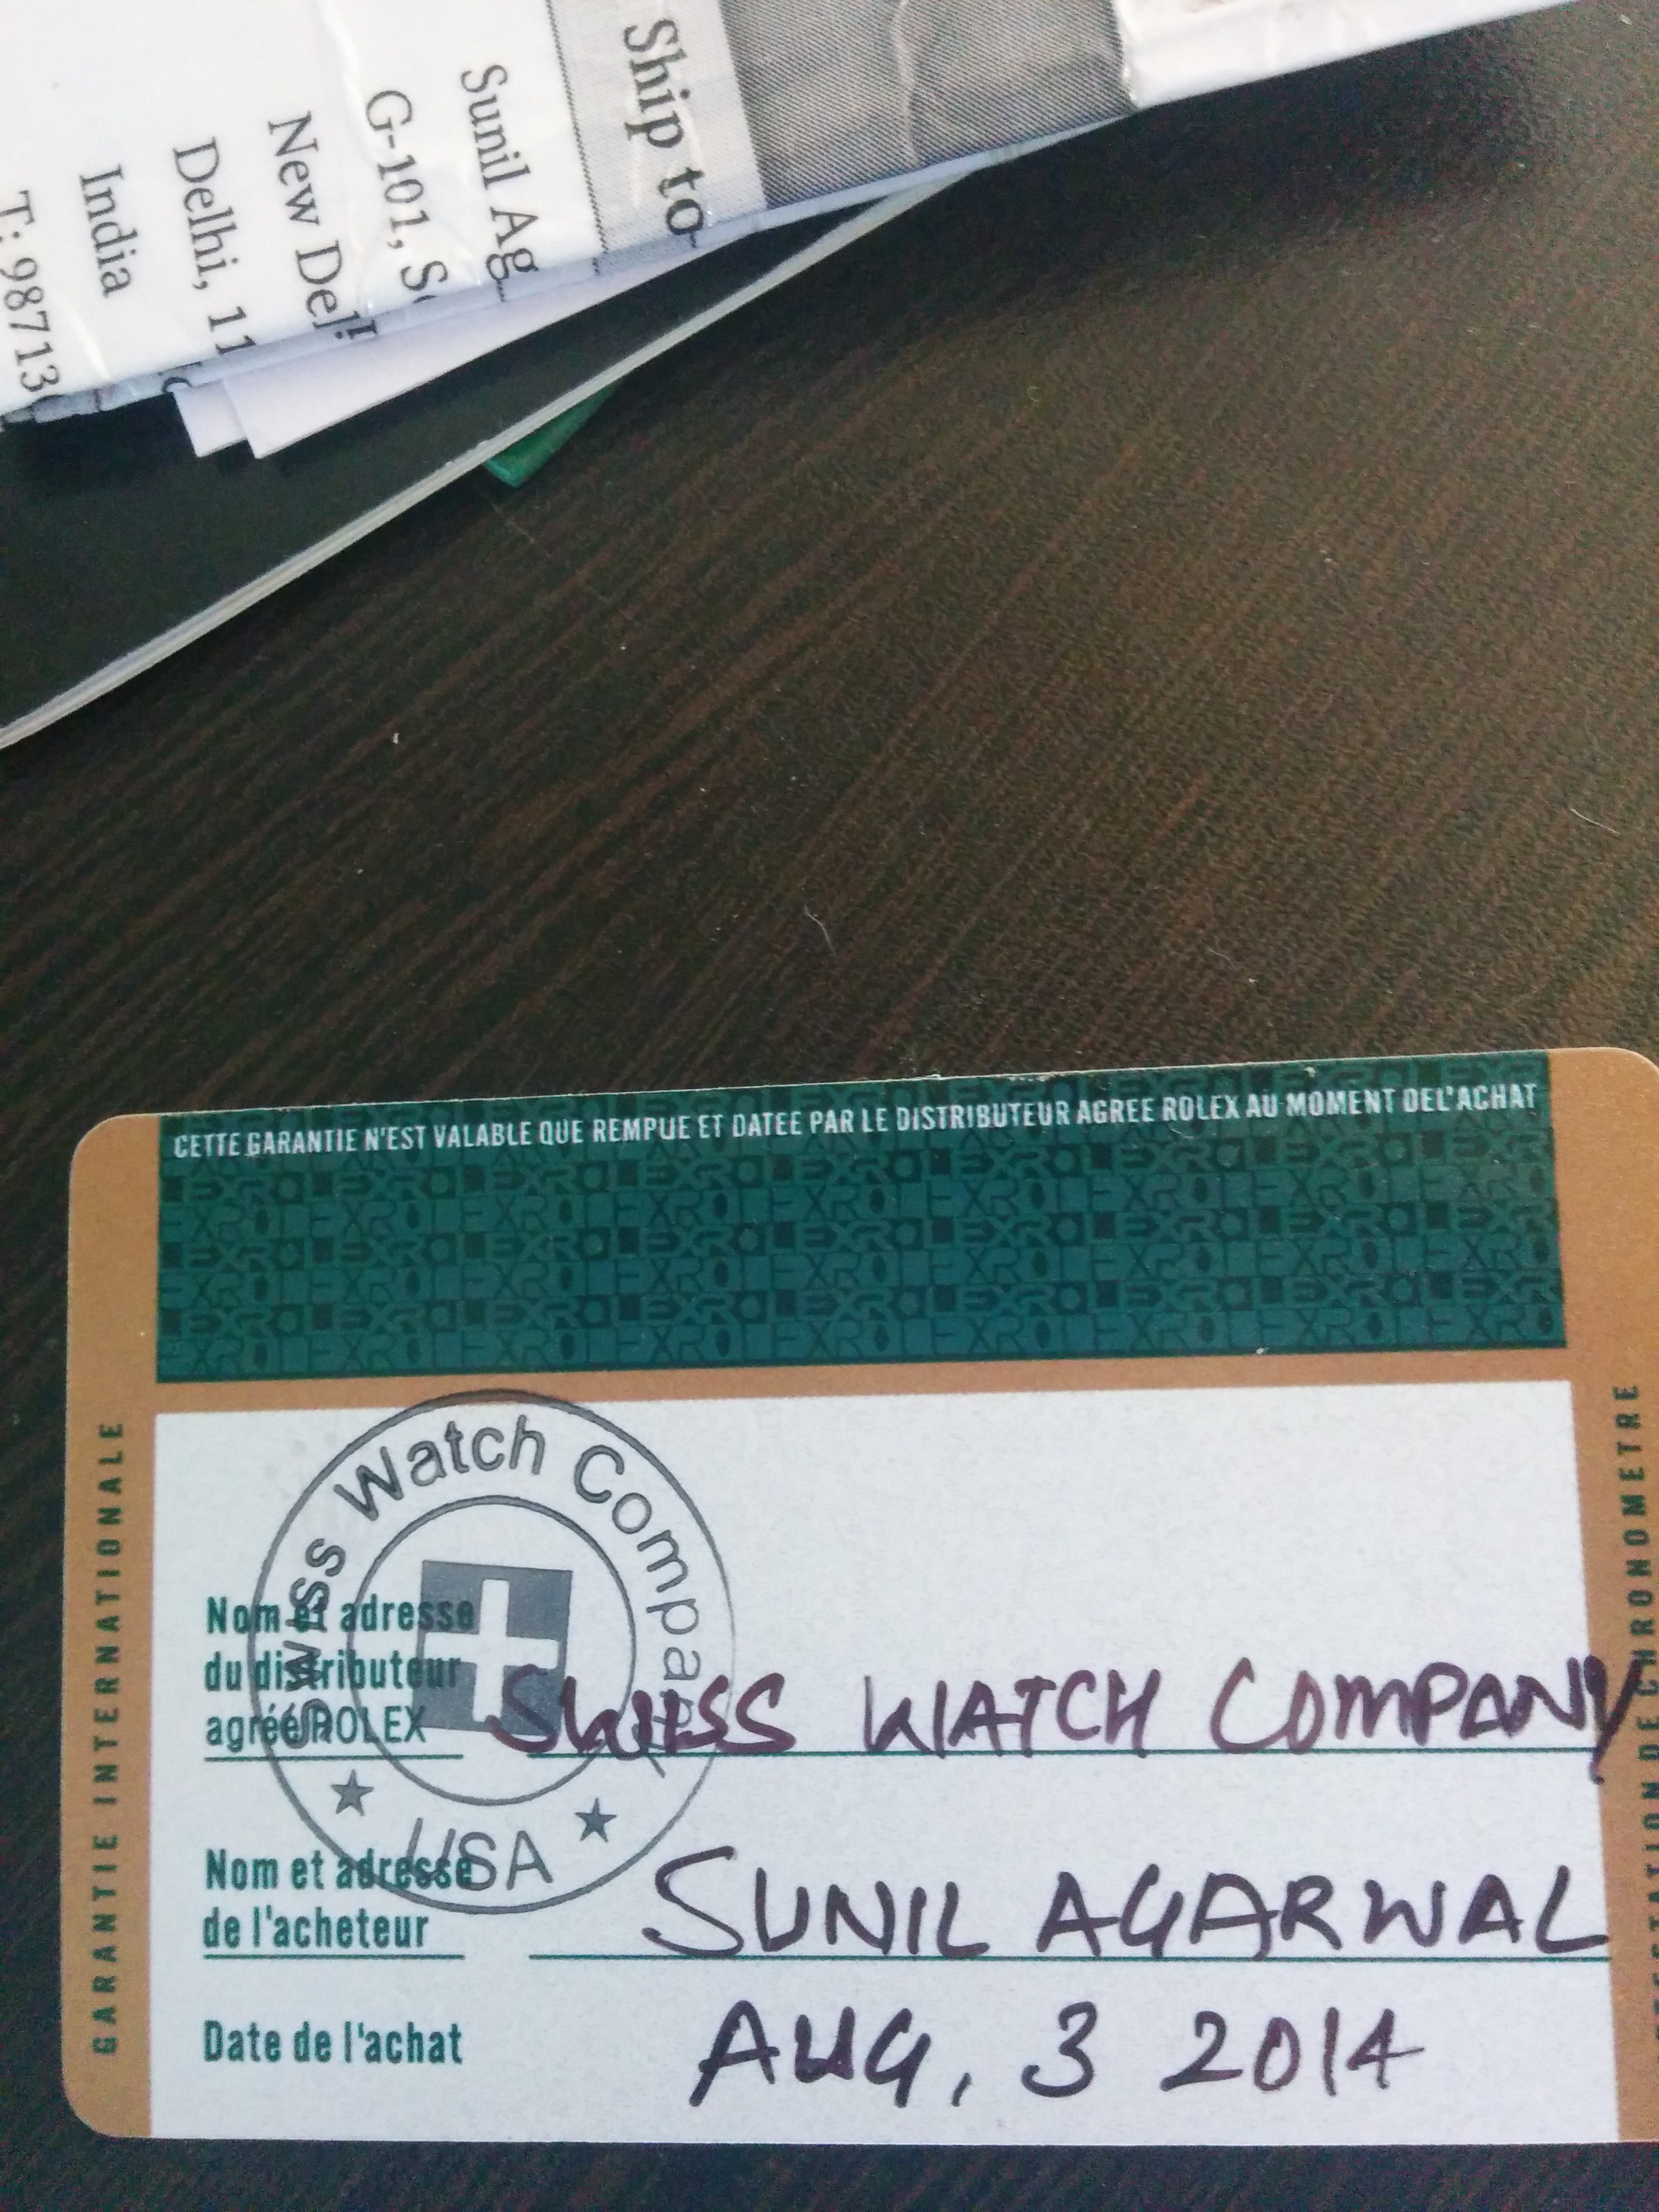 Ship to
Sunil Ag
G-101, S
New Del
Delhi, 11
India
T: 98713
CETTE GARANTIE N'EST VALABLE QUE REMPUE ET DATEE PAR LE DISTRIBUTEUR AGREE ROLEX AU MOMENT DEL'ACHAT
GARANTIE INTERNATIONALE
Swiss Watch Company
USA
Nom et adresse
du distributeur
agréé ROLEX SWISS WATCH COMPANY
Nom et adresse
de l'acheteur SUNIL AGARWAL
Date de l'achat AUG, 3 2014
DE CHRONOMETRE